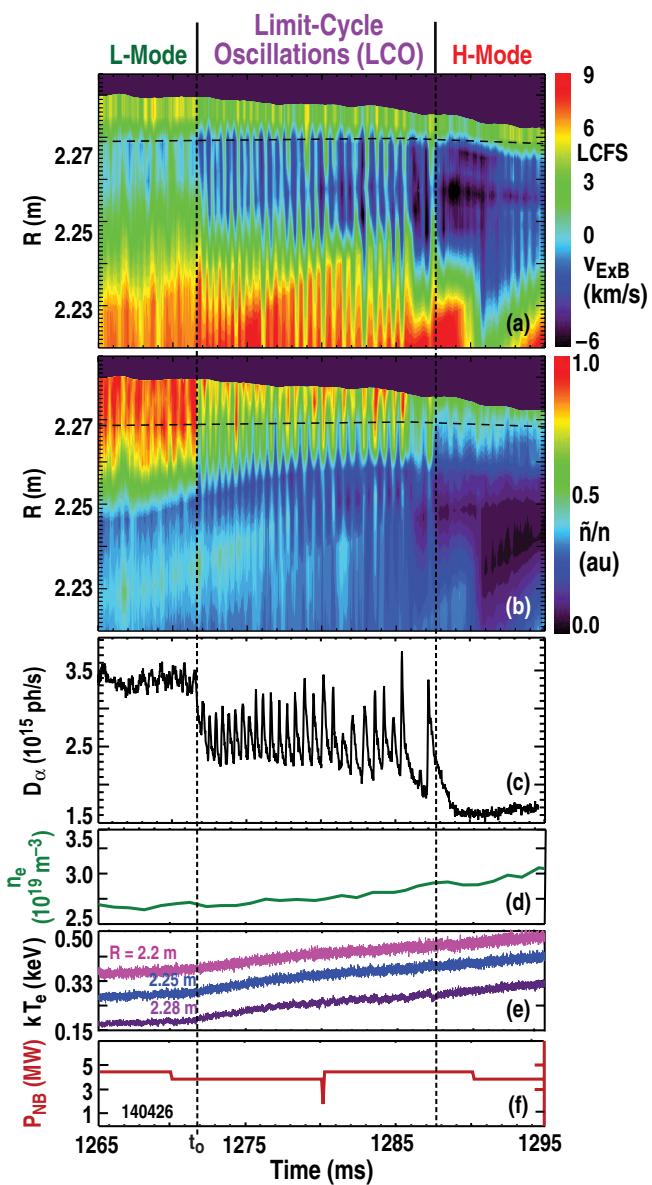 Limit-Cycle
L-Mode Oscillations (LCO) H-Mode
9
6
LCFS
3
0
v_ExB
(km/s)
−6
R (m)
2.27
2.25
2.23
(a)
1.0
0.5
ñ/n
(au)
0.0
R (m)
2.27
2.25
2.23
(b)
D_α (10^15 ph/s)
3.5
2.5
1.5
(c)
n_e
(10^19 m^−3)
3.5
3.0
2.5
(d)
kT_e (keV)
0.50
0.33
0.15
R = 2.2 m
2.25 m
2.28 m
(e)
P_NB (MW)
5
3
1
140426
(f)
1265 t_o 1275 1285 1295
Time (ms)